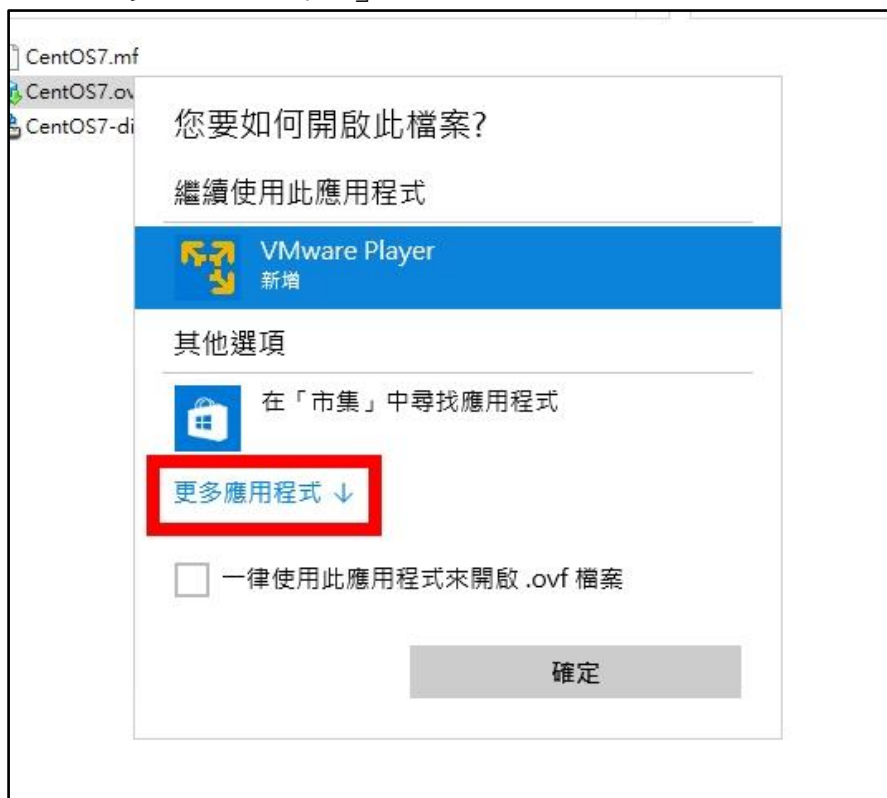 CentOS7.mf
CentOS7.ov
CentOS7-di
您要如何開啟此檔案?
繼續使用此應用程式
VMware Player
新增
其他選項
在「市集」中尋找應用程式
更多應用程式 ↓
一律使用此應用程式來開啟 .ovf 檔案
確定